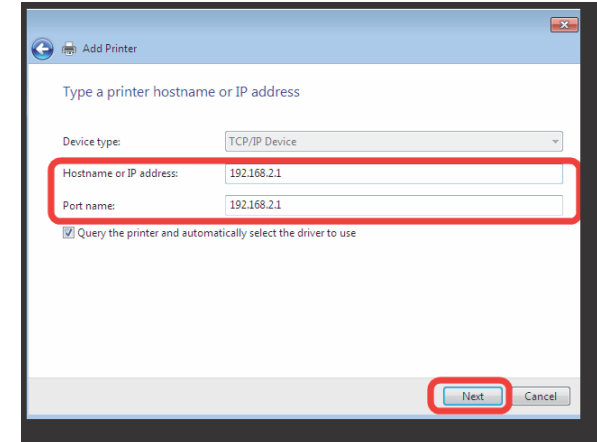 Add Printer
Type a printer hostname or IP address
Device type: TCP/IP Device
Hostname or IP address: 192.168.2.1
Port name: 192.168.2.1
Query the printer and automatically select the driver to use
Next Cancel